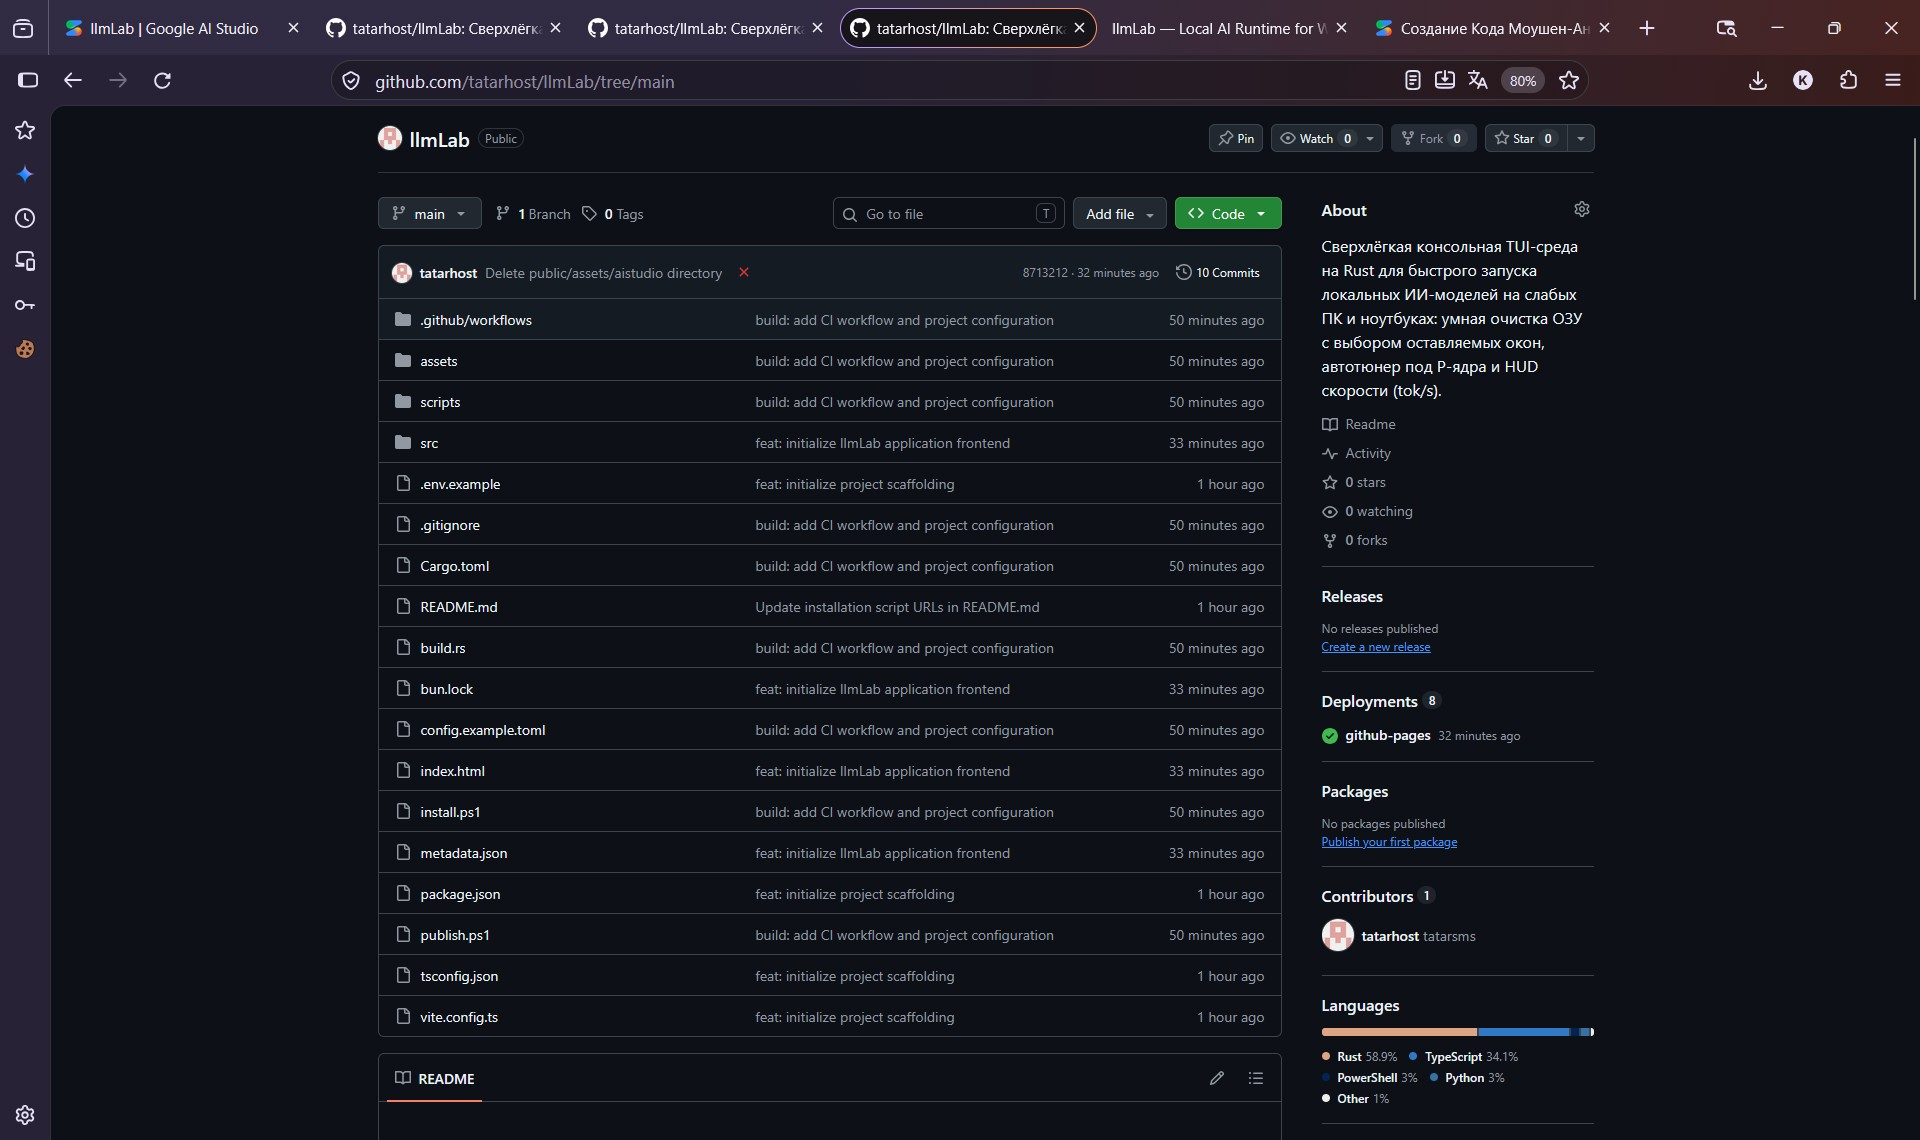 llmLab | Google AI Studio
tatarhost/llmLab: Сверхлёгк
tatarhost/llmLab: Сверхлёгк
tatarhost/llmLab: Сверхлёгк
llmLab — Local AI Runtime for W
Создание Кода Моушен-Ан
github.com/tatarhost/llmLab/tree/main
80%
K
llmLab
Public
Pin
Watch 0
Fork 0
Star 0
main
1 Branch
0 Tags
Go to file
T
Add file
Code
tatarhost Delete public/assets/aistudio directory
8713212 · 32 minutes ago
10 Commits
.github/workflows build: add CI workflow and project configuration 50 minutes ago
assets build: add CI workflow and project configuration 50 minutes ago
scripts build: add CI workflow and project configuration 50 minutes ago
src feat: initialize llmLab application frontend 33 minutes ago
.env.example feat: initialize project scaffolding 1 hour ago
.gitignore build: add CI workflow and project configuration 50 minutes ago
Cargo.toml build: add CI workflow and project configuration 50 minutes ago
README.md Update installation script URLs in README.md 1 hour ago
build.rs build: add CI workflow and project configuration 50 minutes ago
bun.lock feat: initialize llmLab application frontend 33 minutes ago
config.example.toml build: add CI workflow and project configuration 50 minutes ago
index.html feat: initialize llmLab application frontend 33 minutes ago
install.ps1 build: add CI workflow and project configuration 50 minutes ago
metadata.json feat: initialize llmLab application frontend 33 minutes ago
package.json feat: initialize project scaffolding 1 hour ago
publish.ps1 build: add CI workflow and project configuration 50 minutes ago
tsconfig.json feat: initialize project scaffolding 1 hour ago
vite.config.ts feat: initialize project scaffolding 1 hour ago
README
About
Сверхлёгкая консольная TUI-среда
на Rust для быстрого запуска
локальных ИИ-моделей на слабых
ПК и ноутбуках: умная очистка ОЗУ
с выбором оставляемых окон,
автотюнер под P-ядра и HUD
скорости (tok/s).
Readme
Activity
0 stars
0 watching
0 forks
Releases
No releases published
Create a new release
Deployments 8
github-pages 32 minutes ago
Packages
No packages published
Publish your first package
Contributors 1
tatarhost tatarsms
Languages
Rust 58.9% TypeScript 34.1%
PowerShell 3% Python 3%
Other 1%